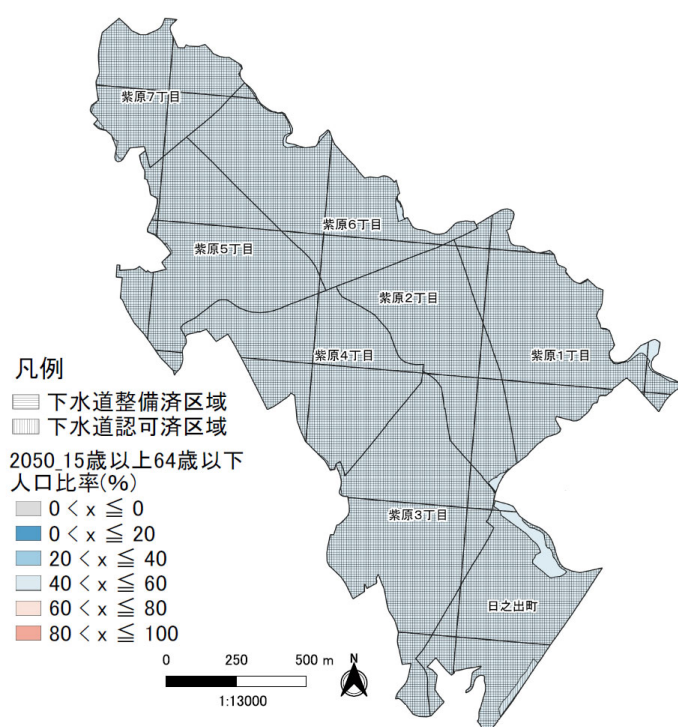 紫原7丁目
紫原6丁目
紫原5丁目
紫原2丁目
紫原4丁目
紫原1丁目
紫原3丁目
日之出町
凡例
下水道整備済区域
下水道認可済区域
2050_15歳以上64歳以下
人口比率(%)
0 < x ≦ 0
0 < x ≦ 20
20 < x ≦ 40
40 < x ≦ 60
60 < x ≦ 80
80 < x ≦ 100
0 250 500 m
N
1:13000